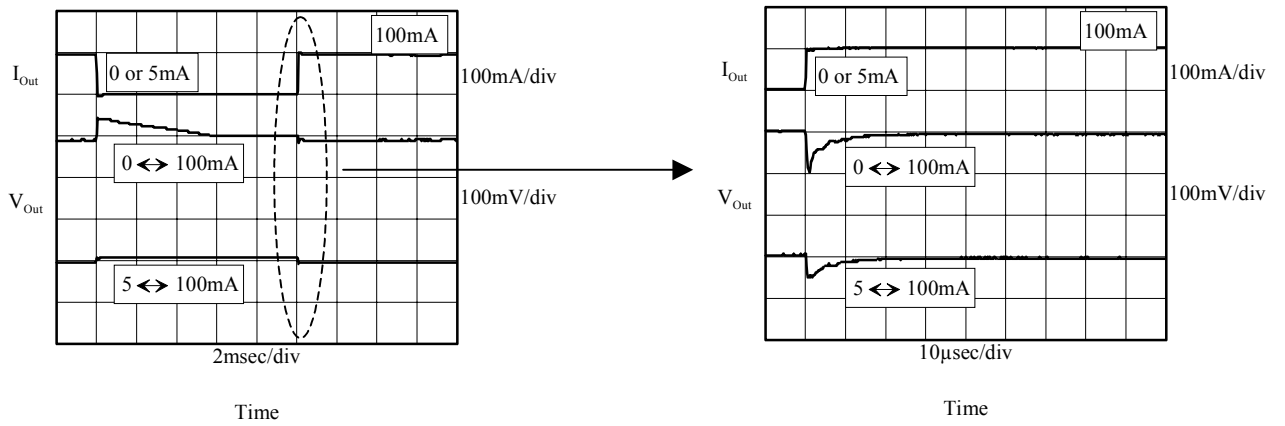 100mA
I_Out
0 or 5mA
100mA/div
0 ↔ 100mA
V_Out
100mV/div
5 ↔ 100mA
2msec/div
Time
100mA
I_Out
0 or 5mA
100mA/div
0 ↔ 100mA
V_Out
100mV/div
5 ↔ 100mA
10μsec/div
Time